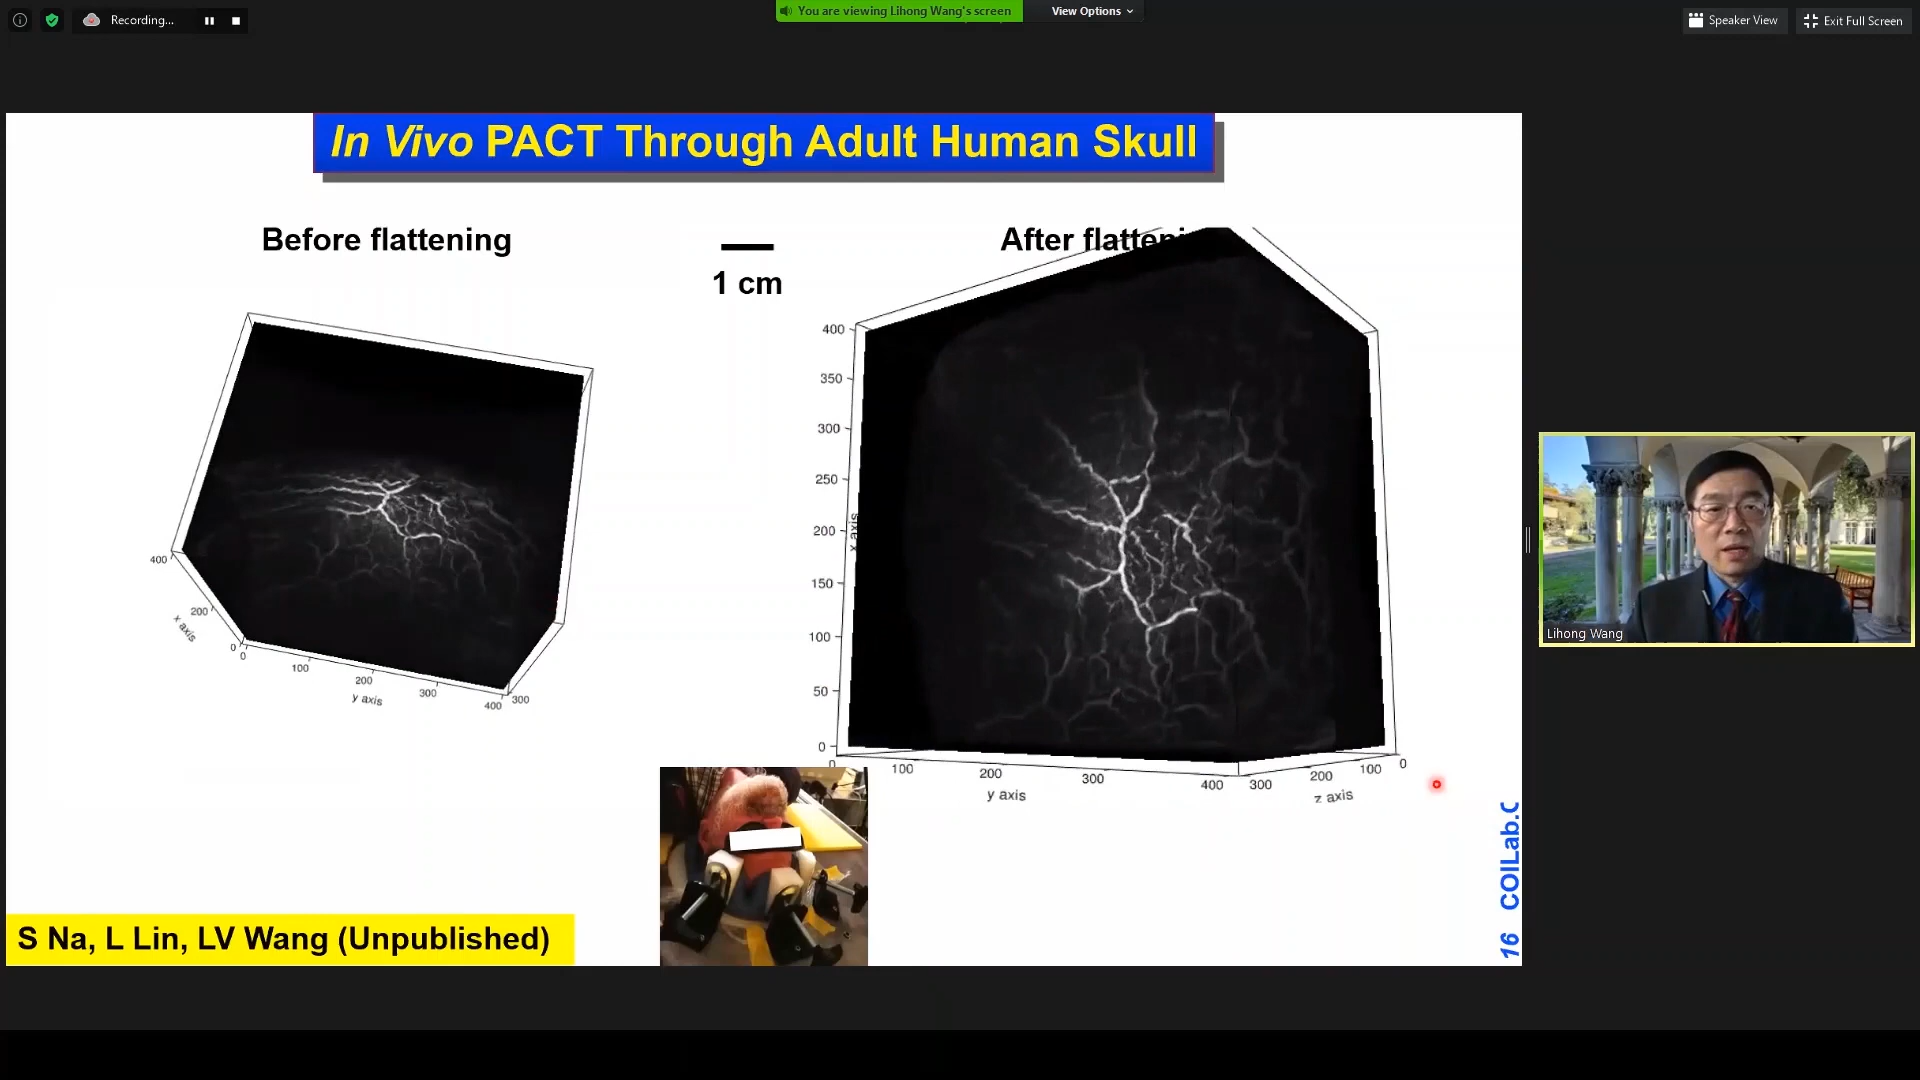 Recording...
You are viewing Lihong Wang's screen
View Options
Speaker View
Exit Full Screen
In Vivo PACT Through Adult Human Skull
Before flattening
1 cm
After flatteni
400
200
0
x axis
0
100
200
300
400
y axis
300
400
350
300
250
200
150
100
50
0
x axis
0
100
200
300
400
y axis
300
200
100
0
z axis
Lihong Wang
S Na, L Lin, LV Wang (Unpublished)
16 COILab.C